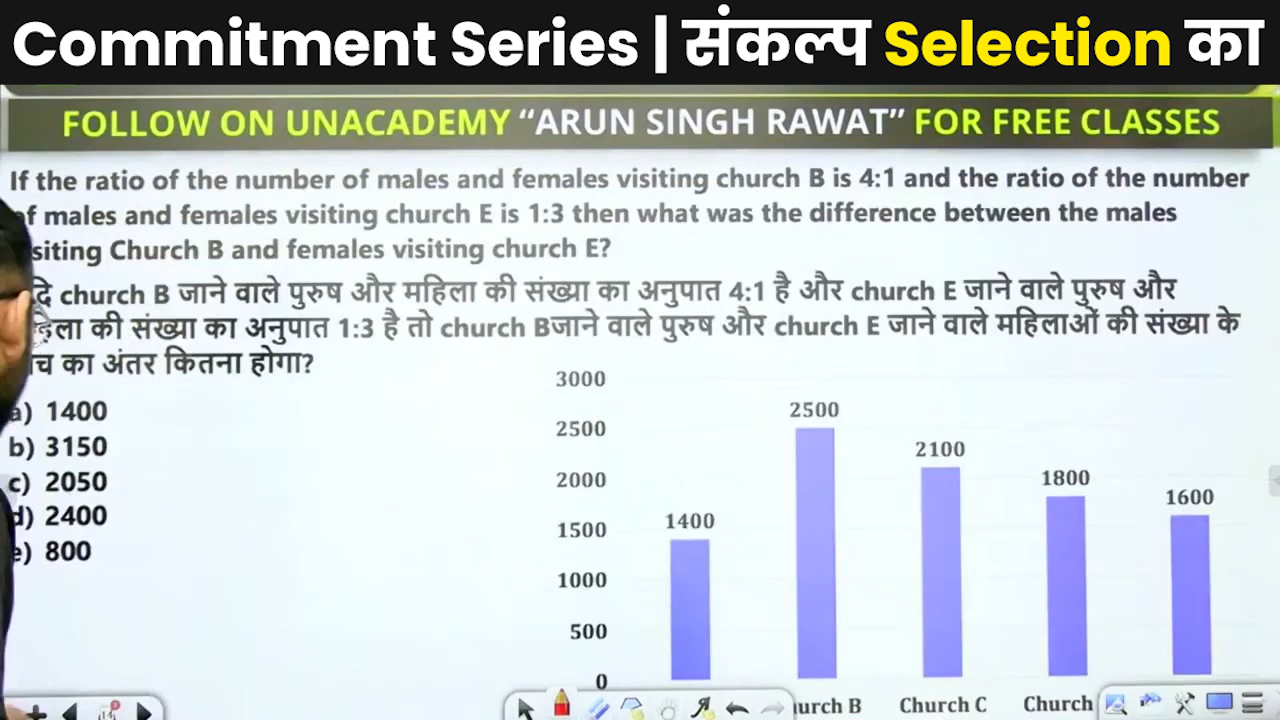 Commitment Series | संकल्प Selection का
FOLLOW ON UNACADEMY “ARUN SINGH RAWAT” FOR FREE CLASSES
If the ratio of the number of males and females visiting church B is 4:1 and the ratio of the number
of males and females visiting church E is 1:3 then what was the difference between the males
siting Church B and females visiting church E?
church B जाने वाले पुरुष और महिला की संख्या का अनुपात 4:1 है और church E जाने वाले पुरुष और
की संख्या का अनुपात 1:3 है तो church Bजाने वाले पुरुष और church E जाने वाले महिलाओं की संख्या के
का अंतर कितना होगा?
a) 1400
b) 3150
c) 2050
d) 2400
e) 800
3000
2500
2000
1500
1000
500
0
1400
2500
2100
1800
1600
urch B
Church C
Church